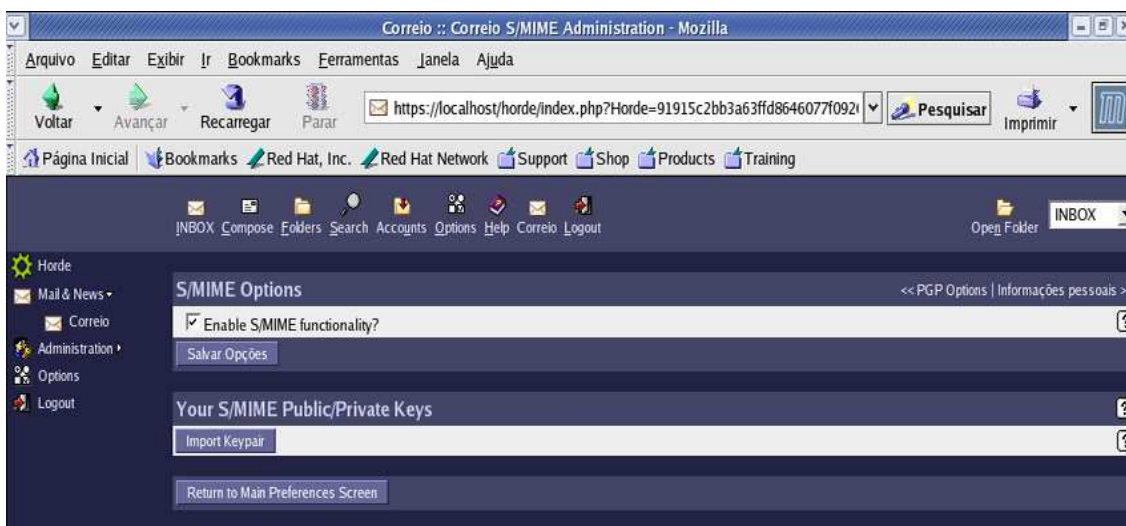 Correio :: Correio S/MIME Administration - Mozilla
Arquivo Editar Exibir Ir Bookmarks Ferramentas Janela Ajuda
Voltar Avançar Recarregar Parar https://localhost/horde/index.php?Horde=91915c2bb3a63ffd8646077f092 Pesquisar Imprimir
Página Inicial Bookmarks Red Hat, Inc. Red Hat Network Support Shop Products Training
INBOX Compose Folders Search Accounts Options Help Correio Logout Open Folder INBOX
Horde
Mail & News
Correio
Administration
Options
Logout
S/MIME Options << PGP Options | Informações pessoais >
Enable S/MIME functionality? ?
Salvar Opções
Your S/MIME Public/Private Keys ?
Import Keypair ?
Return to Main Preferences Screen